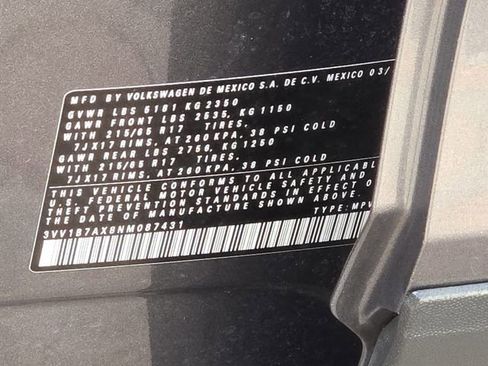 MFD BY VOLKSWAGEN DE MEXICO S.A. DE C.V. MEXICO 03/
GVWR LBS 5181 KG 2350
GAWR FRONT LBS 2535, KG 1150
WITH 215/65 R17 TIRES.
7JX17 RIMS, AT 260 KPA, 38 PSI COLD
GAWR REAR LBS 2756, KG 1250
WITH 215/65 R17 TIRES.
7JX17 RIMS, AT 260 KPA, 38 PSI COLD
THIS VEHICLE CONFORMS TO ALL APPLICABL
U.S. FEDERAL MOTOR VEHICLE SAFETY AND
THEFT PREVENTION STANDARDS IN EFFECT ON
THE DATE OF MANUFACTURE SHOWN ABOVE.
3VV1B7AX8NM087431 TYPE: MPV